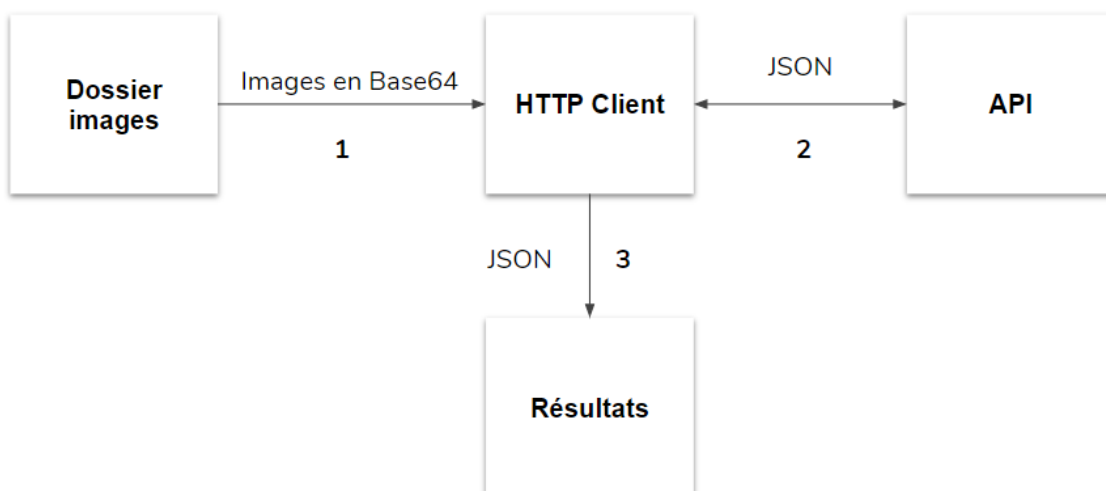 Dossier
images
Images en Base64
1
HTTP Client
JSON
2
API
JSON
3
Résultats